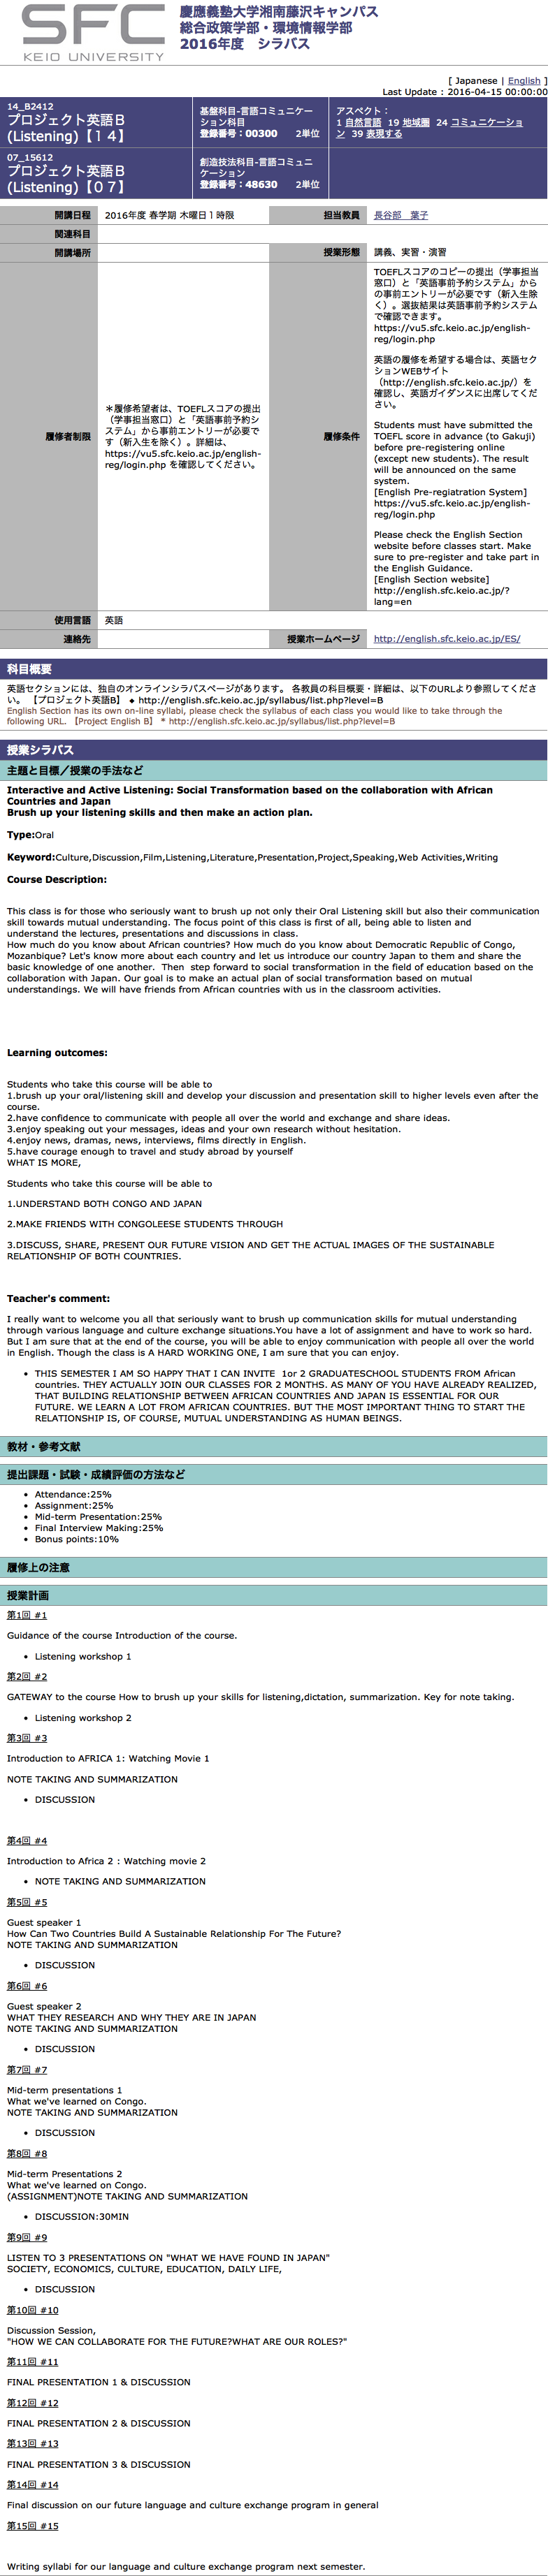 SFC
KEIO UNIVERSITY
慶應義塾大学湘南藤沢キャンパス
総合政策学部・環境情報学部
2016年度　シラバス
[ Japanese | English ]
Last Update : 2016-04-15 00:00:00
14_B2412
プロジェクト英語Ｂ
(Listening)【１４】
基盤科目-言語コミュニケー
ション科目
登録番号：00300　2単位
アスペクト：
1 自然言語 19 地域圏 24 コミュニケーショ
ン 39 表現する
07_15612
プロジェクト英語Ｂ
(Listening)【０７】
創造技法科目-言語コミュニ
ケーション
登録番号：48630　2単位
開講日程
2016年度 春学期 木曜日１時限
担当教員
長谷部　葉子
関連科目
開講場所
授業形態
講義、実習・演習
履修者制限
＊履修希望者は、TOEFLスコアの提出
（学事担当窓口）と「英語事前予約シ
ステム」から事前エントリーが必要で
す（新入生を除く）。詳細は、
https://vu5.sfc.keio.ac.jp/english-
reg/login.php を確認してください。
履修条件
TOEFLスコアのコピーの提出（学事担当
窓口）と「英語事前予約システム」から
の事前エントリーが必要です（新入生除
く）。選抜結果は英語事前予約システム
で確認できます。
https://vu5.sfc.keio.ac.jp/english-
reg/login.php
英語の履修を希望する場合は、英語セク
ションWEBサイト
（http://english.sfc.keio.ac.jp/）を
確認し、英語ガイダンスに出席してくだ
さい。
Students must have submitted the
TOEFL score in advance (to Gakuji)
before pre-registering online
(except new students). The result
will be announced on the same
system.
[English Pre-regiatration System]
https://vu5.sfc.keio.ac.jp/english-
reg/login.php
Please check the English Section
website before classes start. Make
sure to pre-register and take part in
the English Guidance.
[English Section website]
http://english.sfc.keio.ac.jp/?
lang=en
使用言語
英語
連絡先
授業ホームページ
http://english.sfc.keio.ac.jp/ES/
科目概要
英語セクションには、独自のオンラインシラバスページがあります。 各教員の科目概要・詳細は、以下のURLより参照してくださ
い。 【プロジェクト英語B】 ◆ http://english.sfc.keio.ac.jp/syllabus/list.php?level=B
English Section has its own on-line syllabi, please check the syllabus of each class you would like to take through the
following URL. 【Project English B】 * http://english.sfc.keio.ac.jp/syllabus/list.php?level=B
授業シラバス
主題と目標／授業の手法など
Interactive and Active Listening: Social Transformation based on the collaboration with African
Countries and Japan
Brush up your listening skills and then make an action plan.
Type:Oral
Keyword:Culture,Discussion,Film,Listening,Literature,Presentation,Project,Speaking,Web Activities,Writing
Course Description:
This class is for those who seriously want to brush up not only their Oral Listening skill but also their communication
skill towards mutual understanding. The focus point of this class is first of all, being able to listen and
understand the lectures, presentations and discussions in class.
How much do you know about African countries? How much do you know about Democratic Republic of Congo,
Mozanbique? Let's know more about each country and let us introduce our country Japan to them and share the
basic knowledge of one another.  Then  step forward to social transformation in the field of education based on the
collaboration with Japan. Our goal is to make an actual plan of social transformation based on mutual
understandings. We will have friends from African countries with us in the classroom activities.
Learning outcomes:
Students who take this course will be able to
1.brush up your oral/listening skill and develop your discussion and presentation skill to higher levels even after the
course.
2.have confidence to communicate with people all over the world and exchange and share ideas.
3.enjoy speaking out your messages, ideas and your own research without hesitation.
4.enjoy news, dramas, news, interviews, films directly in English.
5.have courage enough to travel and study abroad by yourself
WHAT IS MORE,
Students who take this course will be able to
1.UNDERSTAND BOTH CONGO AND JAPAN
2.MAKE FRIENDS WITH CONGOLEESE STUDENTS THROUGH
3.DISCUSS, SHARE, PRESENT OUR FUTURE VISION AND GET THE ACTUAL IMAGES OF THE SUSTAINABLE
RELATIONSHIP OF BOTH COUNTRIES.
Teacher's comment:
I really want to welcome you all that seriously want to brush up communication skills for mutual understanding
through various language and culture exchange situations.You have a lot of assignment and have to work so hard.
But I am sure that at the end of the course, you will be able to enjoy communication with people all over the world
in English. Though the class is A HARD WORKING ONE, I am sure that you can enjoy.
• THIS SEMESTER I AM SO HAPPY THAT I CAN INVITE  1or 2 GRADUATESCHOOL STUDENTS FROM African
countries. THEY ACTUALLY JOIN OUR CLASSES FOR 2 MONTHS. AS MANY OF YOU HAVE ALREADY REALIZED,
THAT BUILDING RELATIONSHIP BETWEEN AFRICAN COUNTRIES AND JAPAN IS ESSENTIAL FOR OUR
FUTURE. WE LEARN A LOT FROM AFRICAN COUNTRIES. BUT THE MOST IMPORTANT THING TO START THE
RELATIONSHIP IS, OF COURSE, MUTUAL UNDERSTANDING AS HUMAN BEINGS.
教材・参考文献
提出課題・試験・成績評価の方法など
• Attendance:25%
• Assignment:25%
• Mid-term Presentation:25%
• Final Interview Making:25%
• Bonus points:10%
履修上の注意
授業計画
第1回 #1
Guidance of the course Introduction of the course.
• Listening workshop 1
第2回 #2
GATEWAY to the course How to brush up your skills for listening,dictation, summarization. Key for note taking.
• Listening workshop 2
第3回 #3
Introduction to AFRICA 1: Watching Movie 1
NOTE TAKING AND SUMMARIZATION
• DISCUSSION
第4回 #4
Introduction to Africa 2 : Watching movie 2
• NOTE TAKING AND SUMMARIZATION
第5回 #5
Guest speaker 1
How Can Two Countries Build A Sustainable Relationship For The Future?
NOTE TAKING AND SUMMARIZATION
• DISCUSSION
第6回 #6
Guest speaker 2
WHAT THEY RESEARCH AND WHY THEY ARE IN JAPAN
NOTE TAKING AND SUMMARIZATION
• DISCUSSION
第7回 #7
Mid-term presentations 1
What we've learned on Congo.
NOTE TAKING AND SUMMARIZATION
• DISCUSSION
第8回 #8
Mid-term Presentations 2
What we've learned on Congo.
(ASSIGNMENT)NOTE TAKING AND SUMMARIZATION
• DISCUSSION:30MIN
第9回 #9
LISTEN TO 3 PRESENTATIONS ON "WHAT WE HAVE FOUND IN JAPAN"
SOCIETY, ECONOMICS, CULTURE, EDUCATION, DAILY LIFE,
• DISCUSSION
第10回 #10
Discussion Session,
"HOW WE CAN COLLABORATE FOR THE FUTURE?WHAT ARE OUR ROLES?"
第11回 #11
FINAL PRESENTATION 1 & DISCUSSION
第12回 #12
FINAL PRESENTATION 2 & DISCUSSION
第13回 #13
FINAL PRESENTATION 3 & DISCUSSION
第14回 #14
Final discussion on our future language and culture exchange program in general
第15回 #15
Writing syllabi for our language and culture exchange program next semester.